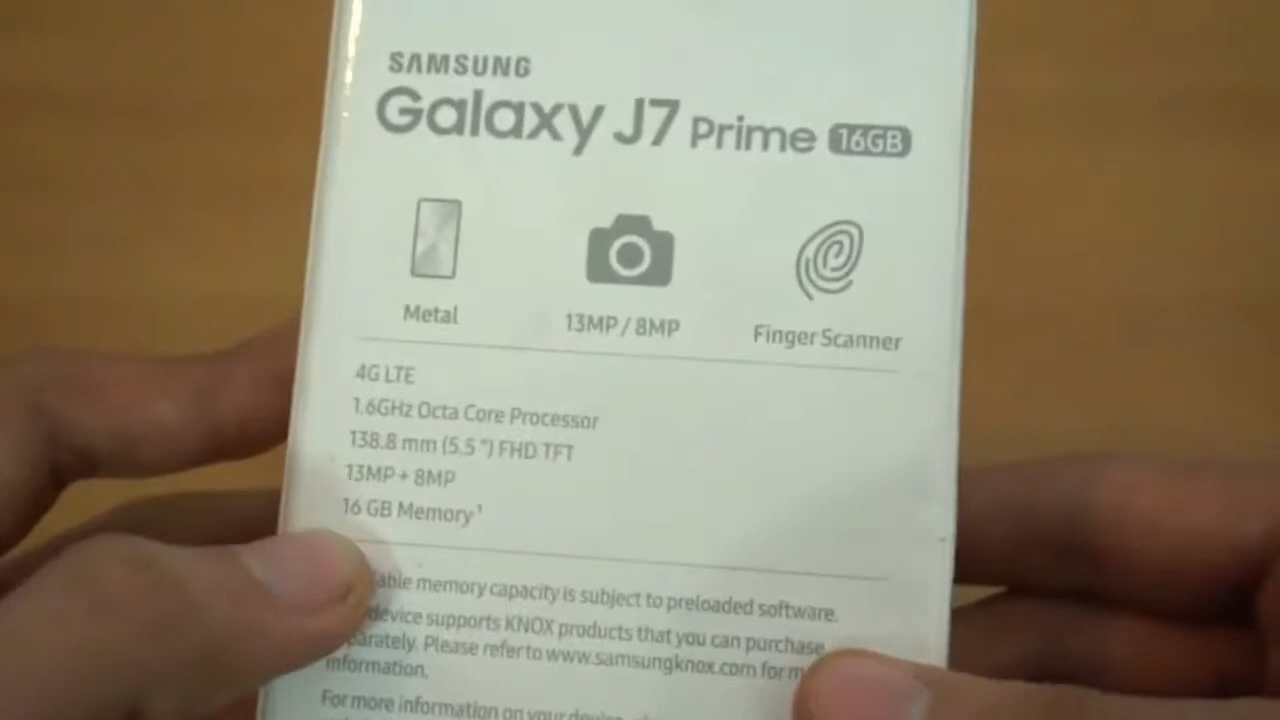 SAMSUNG
Galaxy J7 Prime 16GB
Metal
13MP / 8MP
Finger Scanner
4G LTE
1.6GHz Octa Core Processor
138.8 mm (5.5 ") FHD TFT
13MP + 8MP
16 GB Memory¹
memory capacity is subject to preloaded software.
device supports KNOX products that you can purchase
Please refer to www.samsungknox.com for
information.
For more information on your device,